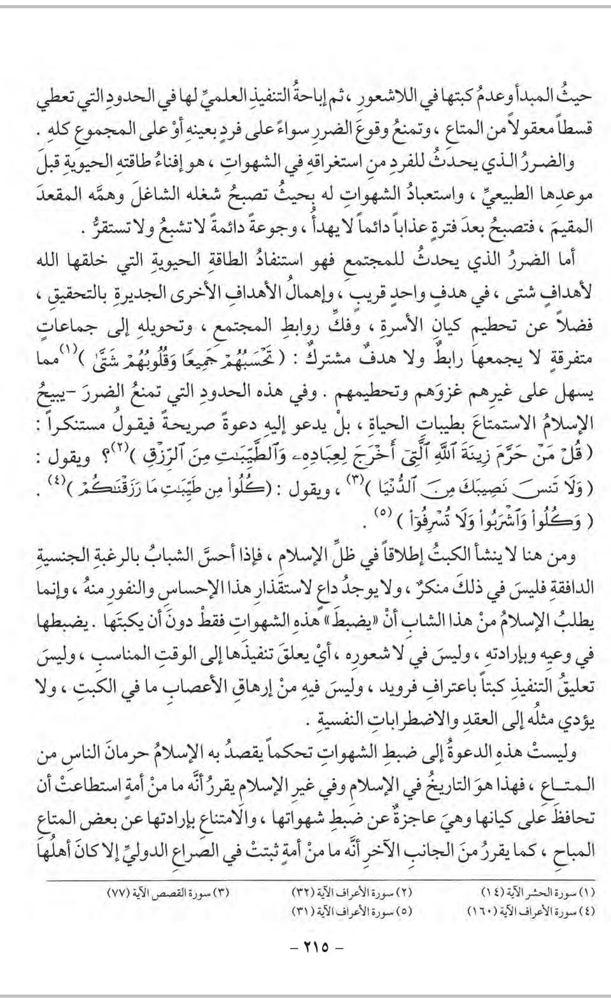 حيثُ المبدأ وعدمُ كبتها في اللاشعورِ ، ثم إباحةُ التنفيذِ العلميِّ لها في الحدودِ التي تعطي
قسطاً معقولاً من المتاعِ ، وتمنعُ وقوعَ الضررِ سواءً على فردٍ بعينهِ أوْ على المجموعِ كلهِ .
والضررُ الذي يحدثُ للفردِ من استغراقهِ في الشهواتِ ، هو إفناءُ طاقتهِ الحيويةِ قبلَ
موعدِها الطبيعيِّ ، واستعبادُ الشهواتِ له بحيثُ تصبحُ شغله الشاغلَ وهمَّه المقعدَ
المقيمَ ، فتصبحُ بعدَ فترةٍ عذاباً دائماً لا يهدأُ ، وجوعةً دائمةً لا تشبعُ ولا تستقرُّ .
أما الضررُ الذي يحدثُ للمجتمعِ فهو استنفادُ الطاقةِ الحيويةِ التي خلقها الله
لأهدافٍ شتى ، في هدفٍ واحدٍ قريبٍ ، وإهمالُ الأهدافِ الأخرى الجديرةِ بالتحقيقِ ،
فضلاً عن تحطيمِ كيانِ الأسرةِ ، وفكِّ روابطِ المجتمعِ ، وتحويلهِ إلى جماعاتٍ
متفرقةٍ لا يجمعها رابطٌ ولا هدفٌ مشتركٌ : ( تَحْسَبُهُمْ جَمِيعًا وَقُلُوبُهُمْ شَتَّىٰ )(١) مما
يسهل على غيرِهم غزوَهم وتحطيمهم . وفي هذه الحدودِ التي تمنعُ الضررَ -يبيحُ
الإسلامُ الاستمتاعَ بطيباتِ الحياةِ ، بلْ يدعو إليهِ دعوةً صريحةً فيقولُ مستنكراً :
( قُلْ مَنْ حَرَّمَ زِينَةَ ٱللَّهِ ٱلَّتِىٓ أَخْرَجَ لِعِبَادِهِۦ وَٱلطَّيِّبَـٰتِ مِنَ ٱلرِّزْقِ )(٢)؟ ويقول :
( وَلَا تَنسَ نَصِيبَكَ مِنَ ٱلدُّنْيَا )(٣) ، ويقول : (كُلُوا۟ مِن طَيِّبَـٰتِ مَا رَزَقْنَـٰكُمْ )(٤) .
( وَكُلُوا۟ وَٱشْرَبُوا۟ وَلَا تُسْرِفُوٓا۟ )(٥) .
ومن هنا لا ينشأ الكبتُ إطلاقاً في ظلِّ الإسلامِ ، فإذا أحسَّ الشبابُ بالرغبةِ الجنسيةِ
الدافقةِ فليسَ في ذلكَ منكرٌ ، ولا يوجدُ داعٍ لاستقذارِ هذا الإحساسِ والنفورِ منهُ ، وإنما
يطلبُ الإسلامُ منْ هذا الشابِ أنْ «يضبطَ» هذهِ الشهواتِ فقطْ دونَ أن يكبتَها . يضبطها
في وعيِه وبإرادتهِ ، وليسَ في لا شعوره ، أيْ يعلقَ تنفيذَها إلى الوقتِ المناسبِ ، وليسَ
تعليقُ التنفيذِ كبتاً باعترافِ فرويد ، وليسَ فيهِ منْ إرهاقِ الأعصابِ ما في الكبتِ ، ولا
يؤدي مثلُه إلى العقدِ والاضطراباتِ النفسيةِ .
وليستْ هذهِ الدعوةُ إلى ضبطِ الشهواتِ تحكماً يقصدُ به الإسلامُ حرمانَ الناسِ من
المتـاعِ ، فهذا هوَ التاريخُ في الإسلامِ وفي غيرِ الإسلامِ يقررُ أنَّه ما منْ أمةٍ استطاعتْ أن
تحافظَ على كيانها وهيَ عاجزةٌ عن ضبطِ شهواتها ، والامتناعِ بإرادتها عن بعض المتاع
المباحِ ، كما يقررُ منَ الجانبِ الآخرِ أنَّه ما منْ أمةٍ ثبتتْ في الصراعِ الدوليِّ إلا كانَ أهلُها
(١) سورة الحشر الآية (١٤) (٢) سورة الأعراف الآية (٣٢) (٣) سورة القصص الآية (٧٧)
(٤) سورة الأعراف الآية (١٦٠) (٥) سورة الأعراف الآية (٣١)
- ٢١٥ -